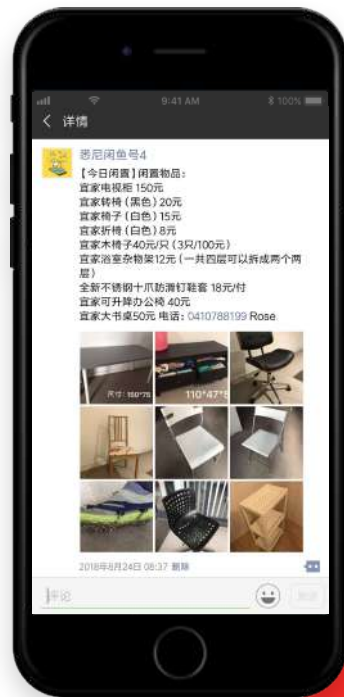 9:41 AM
100%
详情
悉尼闲鱼号4
【今日闲置】闲置物品：
宜家电视柜 150元
宜家转椅（黑色）20元
宜家椅子（白色）15元
宜家折椅（白色）8元
宜家木椅子40元/只（3只/100元）
宜家浴室杂物架12元（一共四层可以拆成两个两
层）
全新不锈钢十爪防滑钉鞋套 18元/付
宜家可升降办公椅 40元
宜家大书桌50元 电话：0410788199 Rose
尺寸：150*75
110*47*5
2018年8月24日 08:37 删除
评论